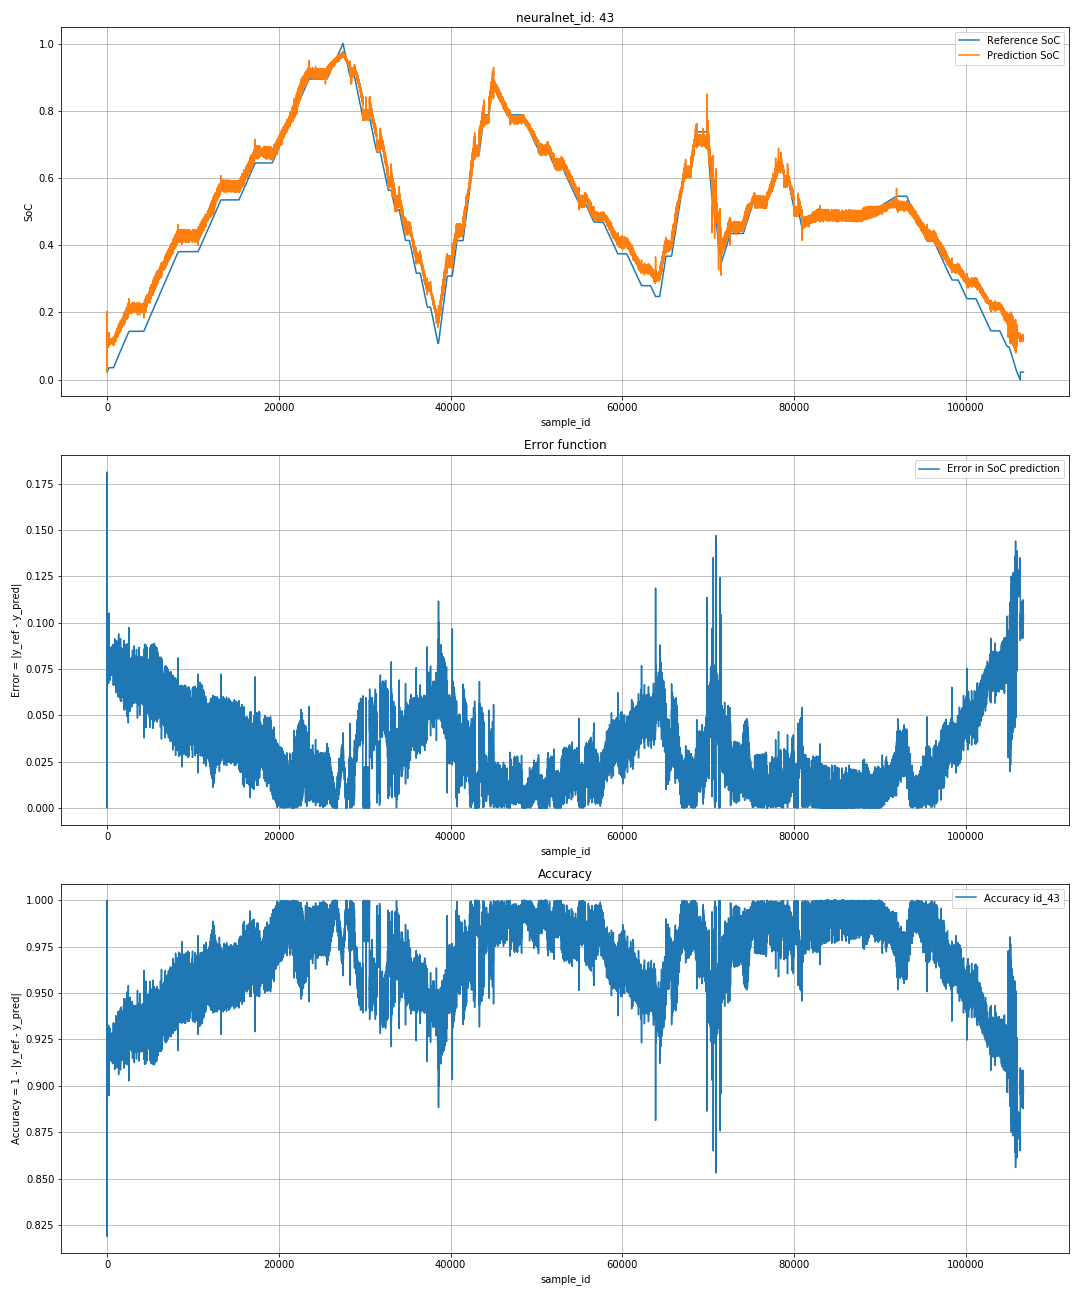 neuralnet_id: 43
Reference SoC
Prediction SoC
1.0
0.8
0.6
0.4
0.2
0.0
SoC
0 20000 40000 60000 80000 100000
sample_id
Error function
Error in SoC prediction
0.175
0.150
0.125
0.100
0.075
0.050
0.025
0.000
Error = |y_ref - y_pred|
0 20000 40000 60000 80000 100000
sample_id
Accuracy
Accuracy id_43
1.000
0.975
0.950
0.925
0.900
0.875
0.850
0.825
Accuracy = 1 - |y_ref - y_pred|
0 20000 40000 60000 80000 100000
sample_id